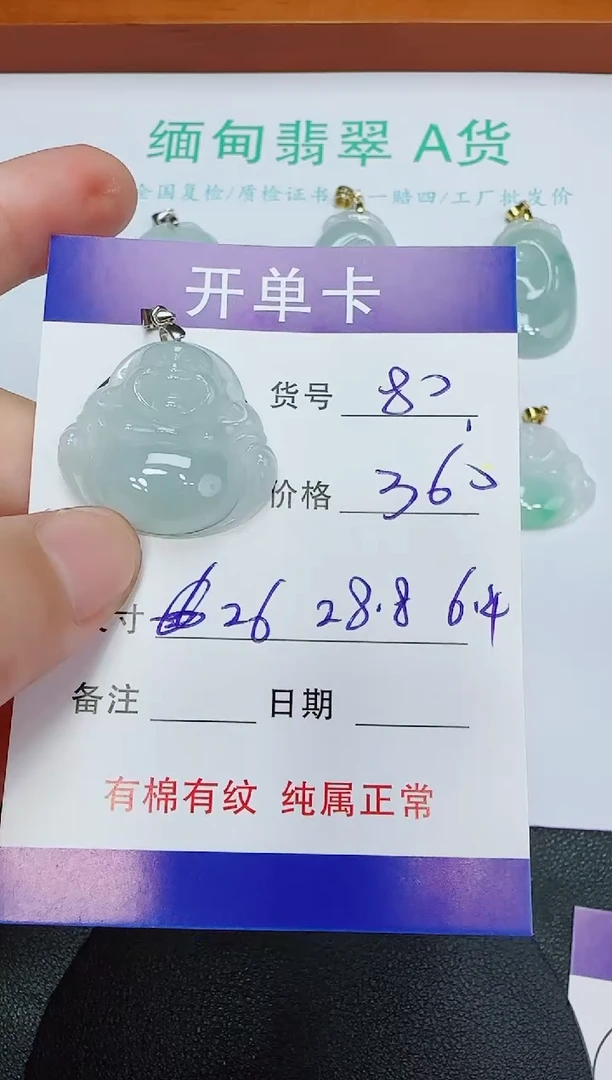 缅甸翡翠 A货
全国复检/质检证书 一赔四/工厂批发价
开单卡
货号 80
价格 360
寸 26 28.8 6.4
备注 日期
有棉有纹 纯属正常